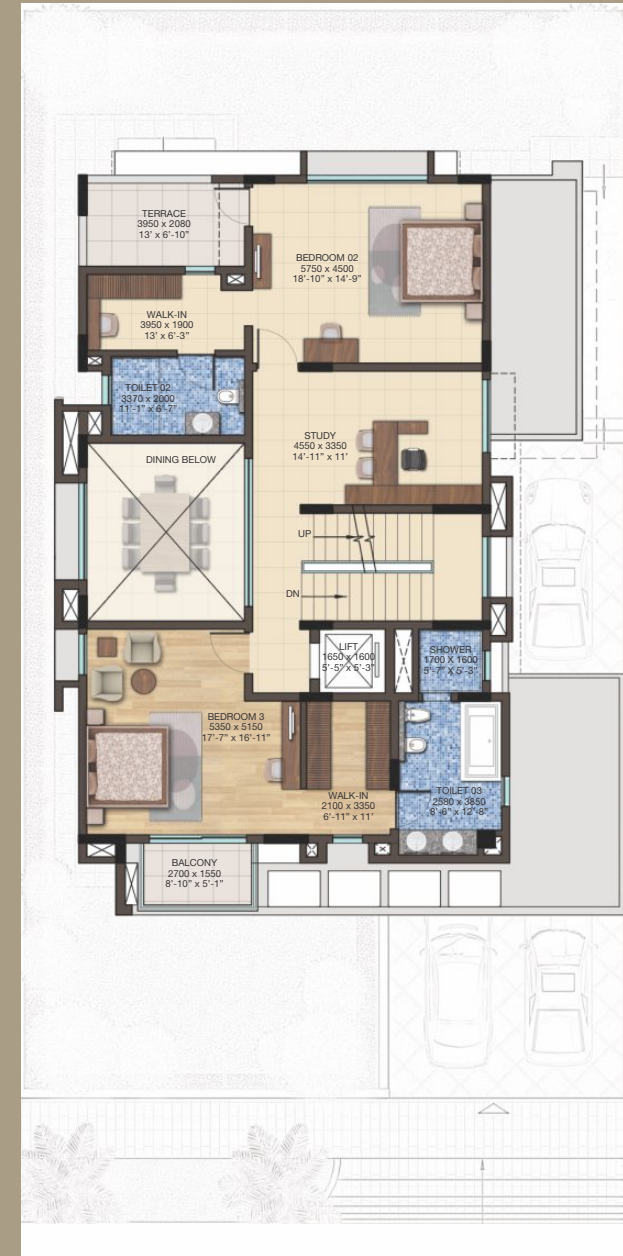 TERRACE
3950 x 2080
13' x 6'-10"
BEDROOM 02
5750 x 4500
18'-10" x 14'-9"
WALK-IN
3950 x 1900
13' x 6'-3"
TOILET 02
3370 x 2000
11'-1" x 6'-7"
STUDY
4550 x 3350
14'-11" x 11'
DINING BELOW
UP
DN
LIFT
1650 x 1600
5'-5" x 5'-3"
SHOWER
1700 X 1600
5'-7" X 5'-3"
BEDROOM 3
5350 x 5150
17'-7" x 16'-11"
WALK-IN
2100 x 3350
6'-11" x 11'
TOILET 03
2580 x 3850
8'-6" x 12'-8"
BALCONY
2700 x 1550
8'-10" x 5'-1"